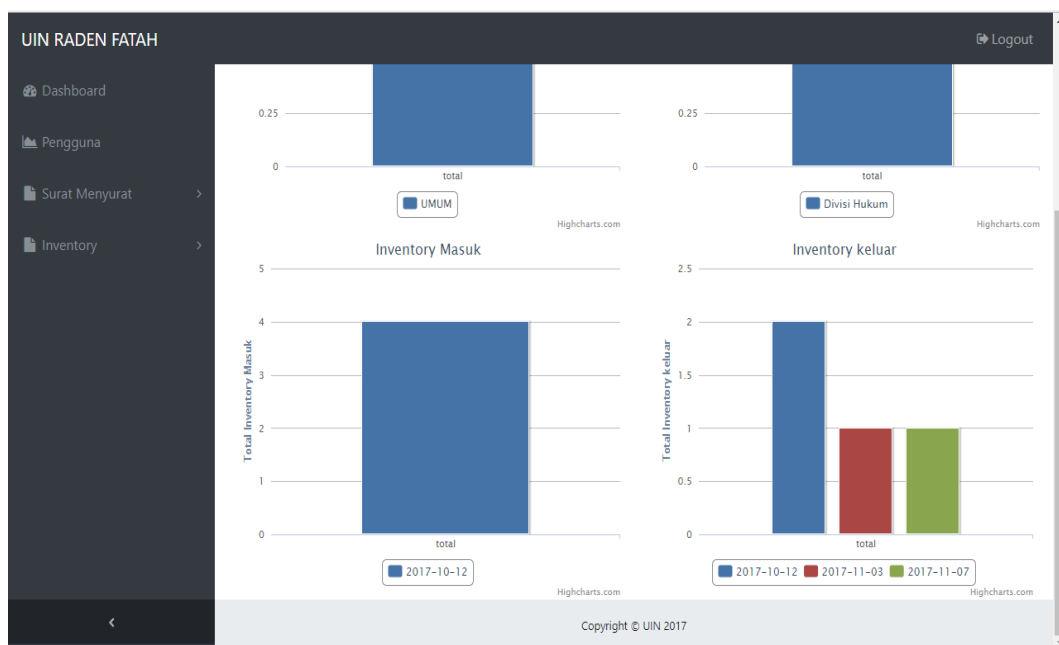 UIN RADEN FATAH
Logout
Dashboard
Pengguna
Surat Menyurat
Inventory
0.25
0
total
UMUM
Highcharts.com
0.25
0
total
Divisi Hukum
Highcharts.com
Inventory Masuk
Total Inventory Masuk
5
4
3
2
1
0
total
2017-10-12
Highcharts.com
Inventory keluar
Total Inventory keluar
2.5
2
1.5
1
0.5
0
total
2017-10-12 2017-11-03 2017-11-07
Highcharts.com
Copyright © UIN 2017